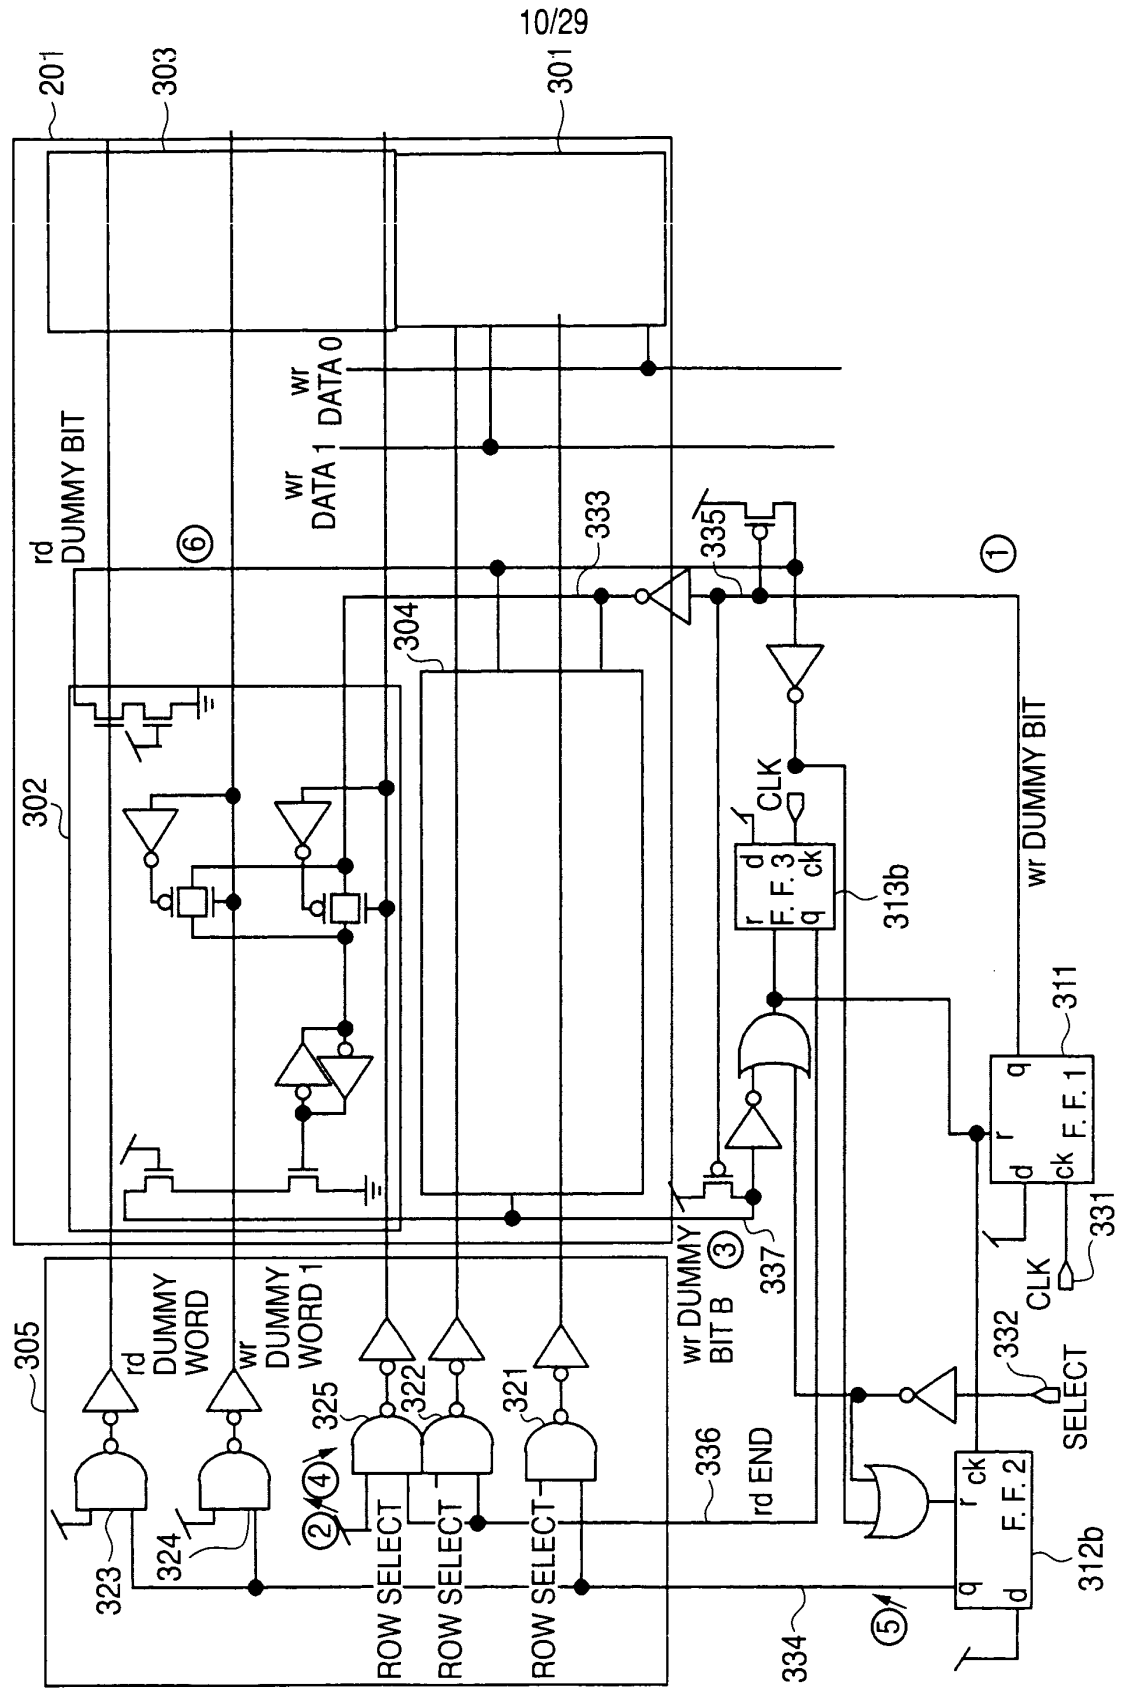 10/29
201
303
301
rd
DUMMY BIT
⑥
wr
DATA 1
wr
DATA 0
302
304
333
335
①
CLK
d
r
F. F. 3
ck
q
313b
wr DUMMY BIT
305
rd
DUMMY
WORD
wr
DUMMY
WORD 1
323
324
②
④
325
322
321
ROW SELECT
ROW SELECT
ROW SELECT
wr DUMMY
BIT B
③
337
336
rd END
334
⑤
q
d
r
ck
F. F. 2
312b
332
SELECT
CLK
331
d
ck
r
F. F. 1
q
311